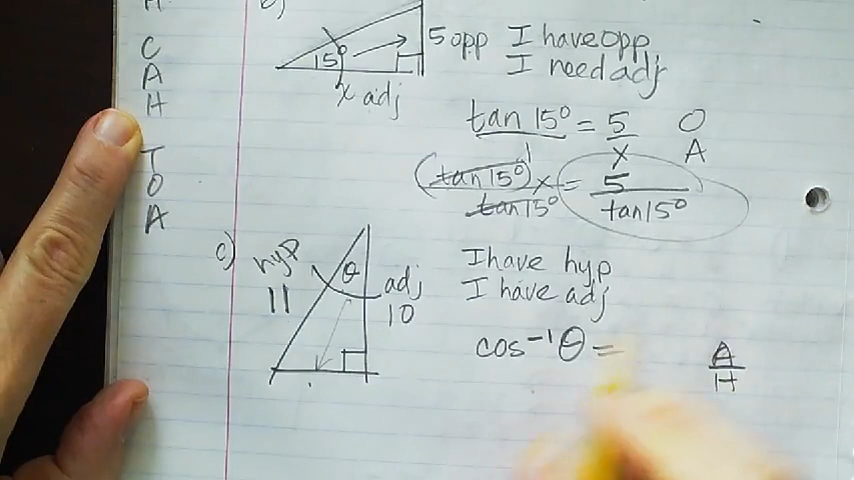 H
C
A
H
T
O
A
15°
5 opp
x adj
I have opp
I need adj
tan 15° = 5/x
O
A
(tan 15°) x = 5
tan 15° tan 15°
c)
hyp
11
θ
adj
10
I have hyp
I have adj
cos⁻¹θ =
A
H